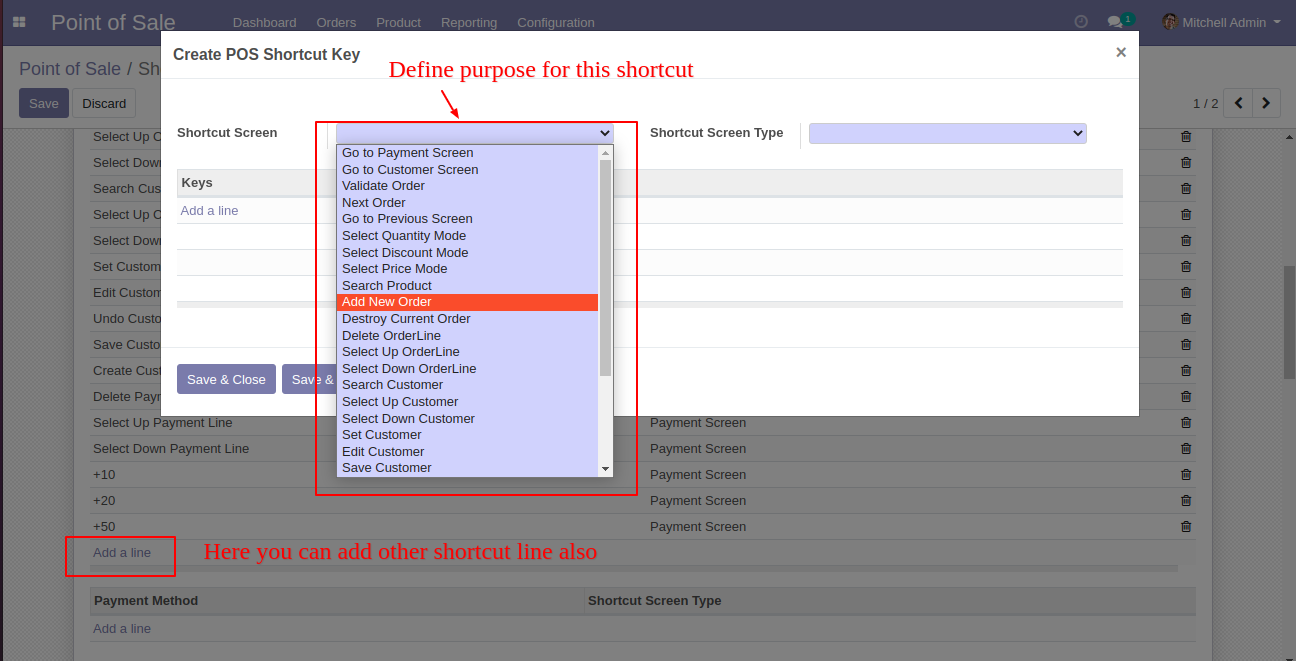 Point of Sale Dashboard Orders Product Reporting Configuration 1 Mitchell Admin
Create POS Shortcut Key ×
Point of Sale / Sh
Define purpose for this shortcut
Save Discard 1 / 2
Shortcut Screen Shortcut Screen Type
Select Up C
Go to Payment Screen
Select Down
Go to Customer Screen
Keys
Validate Order
Search Cus
Next Order
Add a line
Select Up C
Go to Previous Screen
Select Quantity Mode
Select Down
Select Discount Mode
Set Custom
Select Price Mode
Search Product
Edit Custom
Add New Order
Undo Custo
Destroy Current Order
Delete OrderLine
Save Custo
Select Up OrderLine
Create Cust
Select Down OrderLine
Save & Close Save &
Search Customer
Delete Paym
Select Up Customer
Select Down Customer
Select Up Payment Line Payment Screen
Set Customer
Select Down Payment Line Payment Screen
Edit Customer
Save Customer
+10 Payment Screen
+20 Payment Screen
+50 Payment Screen
Add a line
Here you can add other shortcut line also
Payment Method Shortcut Screen Type
Add a line